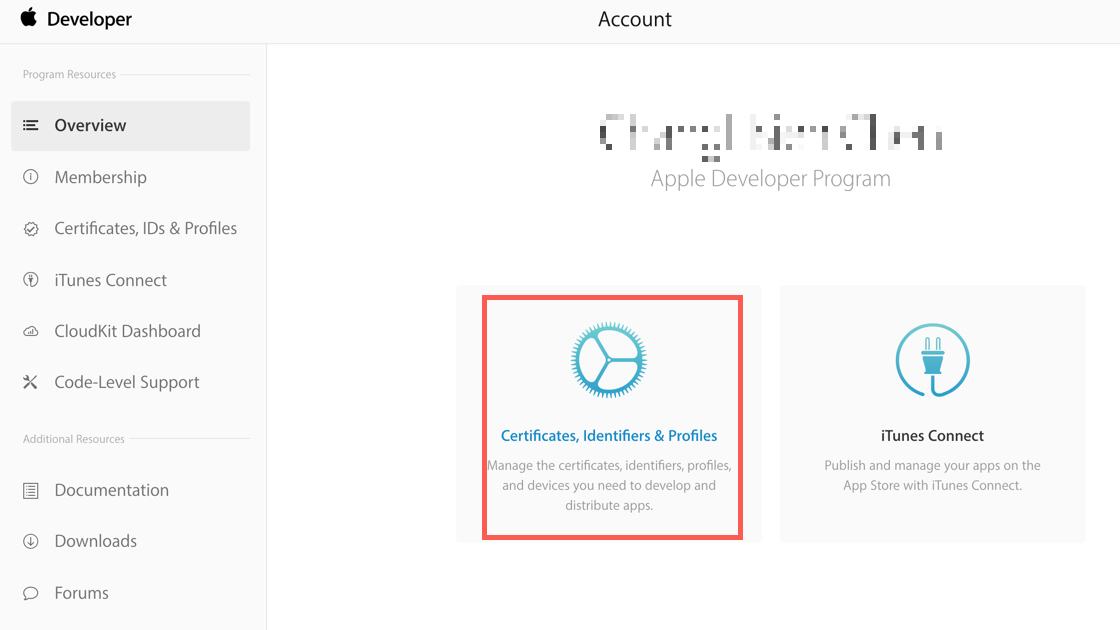 Developer
Account
Program Resources
Overview
Membership
Certificates, IDs & Profiles
iTunes Connect
CloudKit Dashboard
Code-Level Support
Additional Resources
Documentation
Downloads
Forums
Apple Developer Program
Certificates, Identifiers & Profiles
Manage the certificates, identifiers, profiles,
and devices you need to develop and
distribute apps.
iTunes Connect
Publish and manage your apps on the
App Store with iTunes Connect.